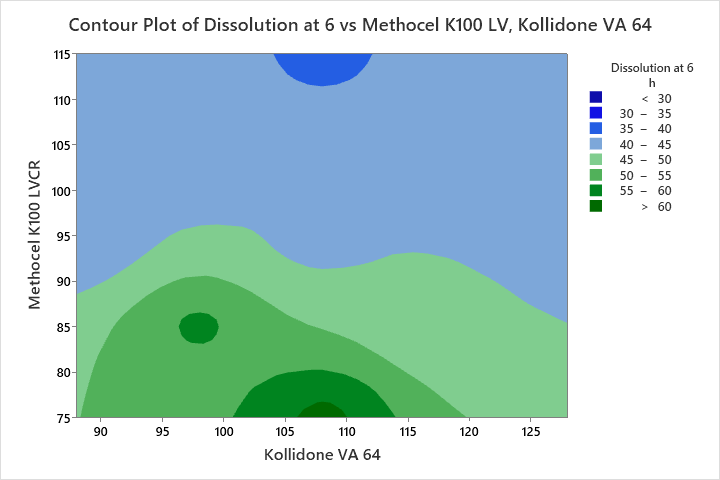 Contour Plot of Dissolution at 6 vs Methocel K100 LV, Kollidone VA 64
Dissolution at 6
h
< 30
30 – 35
35 – 40
40 – 45
45 – 50
50 – 55
55 – 60
> 60
Methocel K100 LVCR
115
110
105
100
95
90
85
80
75
90 95 100 105 110 115 120 125
Kollidone VA 64